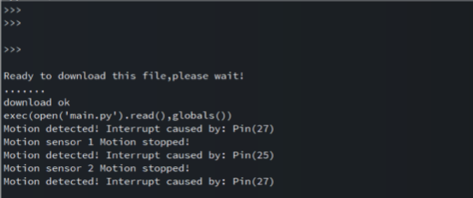 >>>
>>>
>>>
Ready to download this file,please wait!
.......
download ok
exec(open('main.py').read(),globals())
Motion detected! Interrupt caused by: Pin(27)
Motion sensor 1 Motion stopped!
Motion detected! Interrupt caused by: Pin(25)
Motion sensor 2 Motion stopped!
Motion detected! Interrupt caused by: Pin(27)